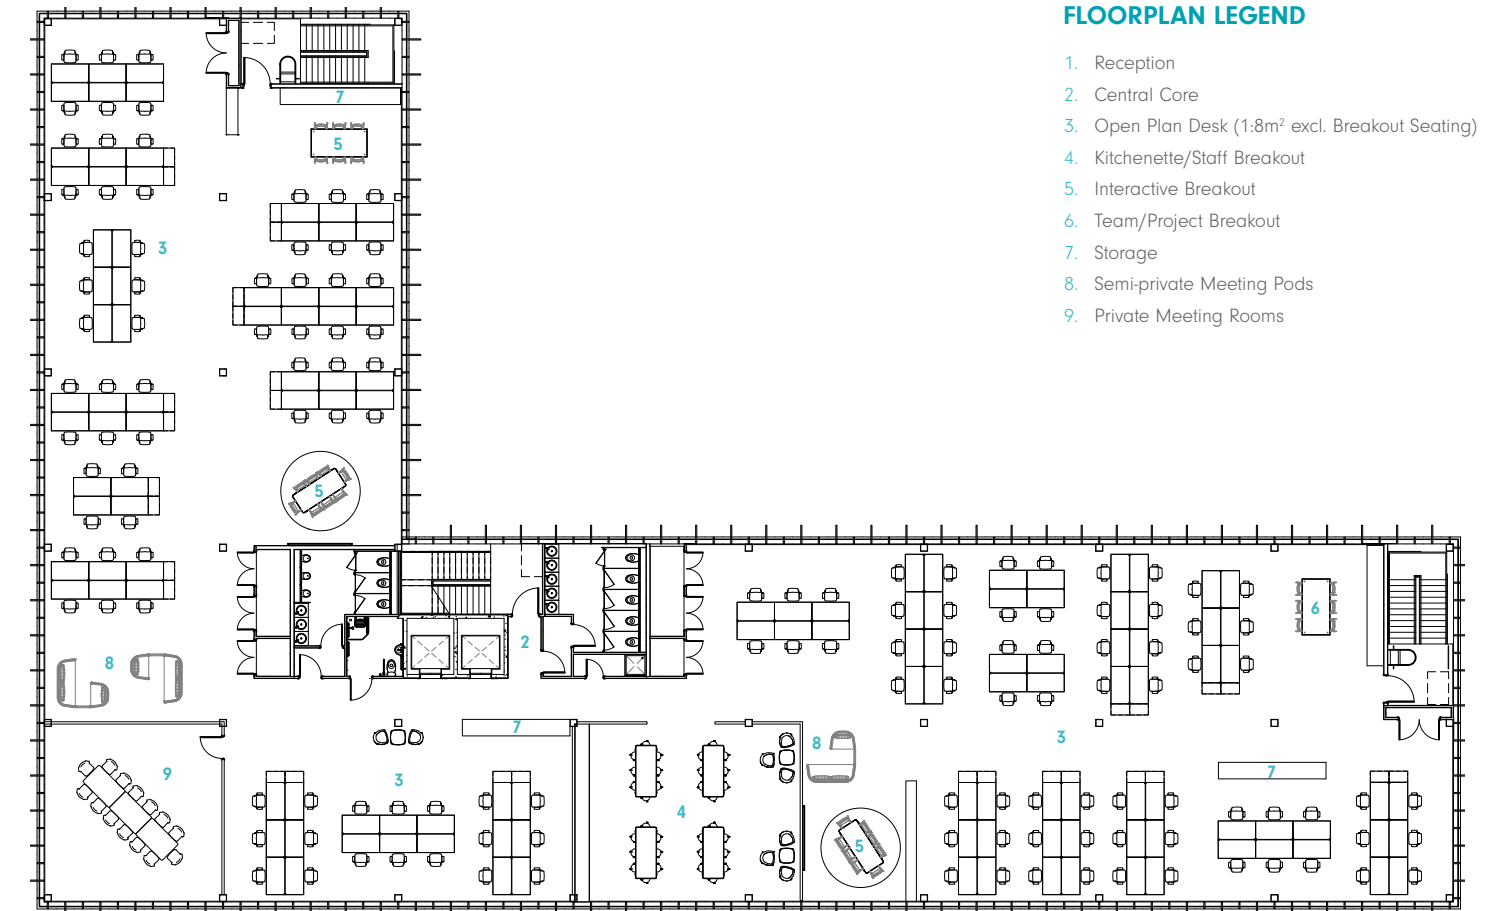 FLOORPLAN LEGEND
1. Reception
2. Central Core
3. Open Plan Desk (1:8m² excl. Breakout Seating)
4. Kitchenette/Staff Breakout
5. Interactive Breakout
6. Team/Project Breakout
7. Storage
8. Semi-private Meeting Pods
9. Private Meeting Rooms
7
5
3
5
6
2
8
7
3
8
9
7
3
4
5